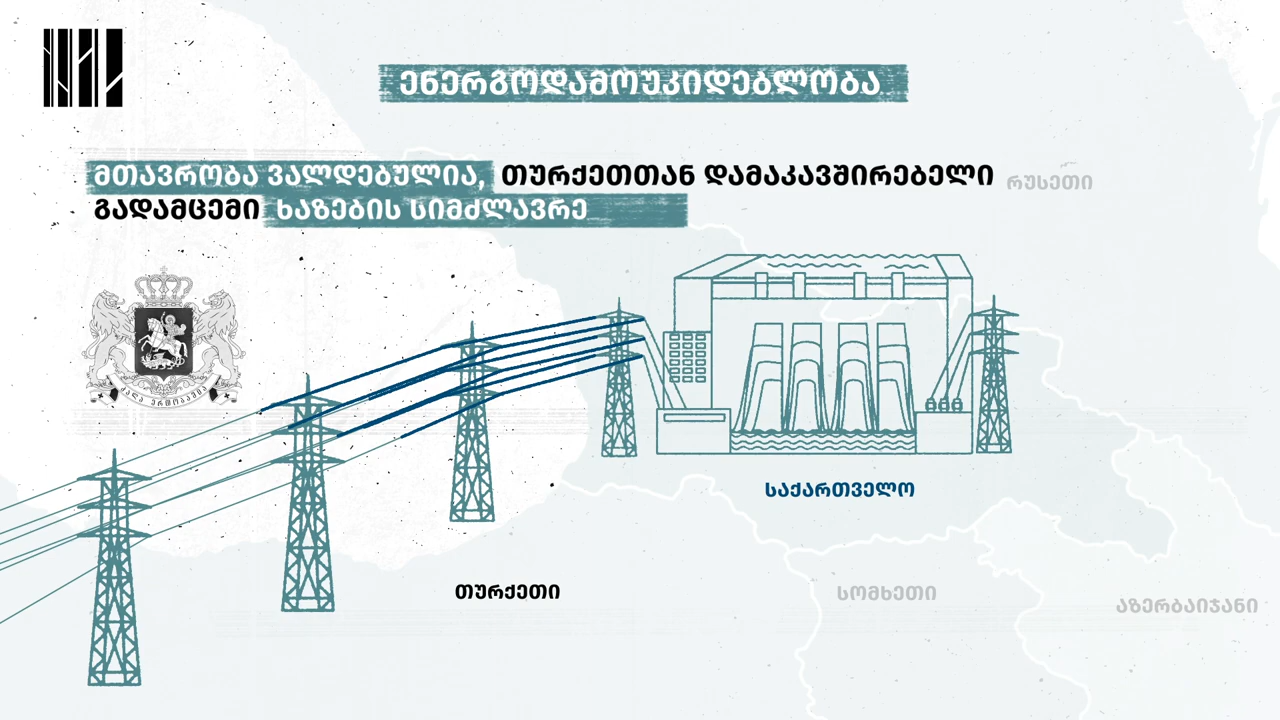 ენერგოდამოუკიდებლობა
მთავრობა ვალდებულია, თურქეთთან დამაკავშირებელი
გადამცემი ხაზების სიმძლავრე
რუსეთი
საქართველო
თურქეთი
სომხეთი
აზერბაიჯანი